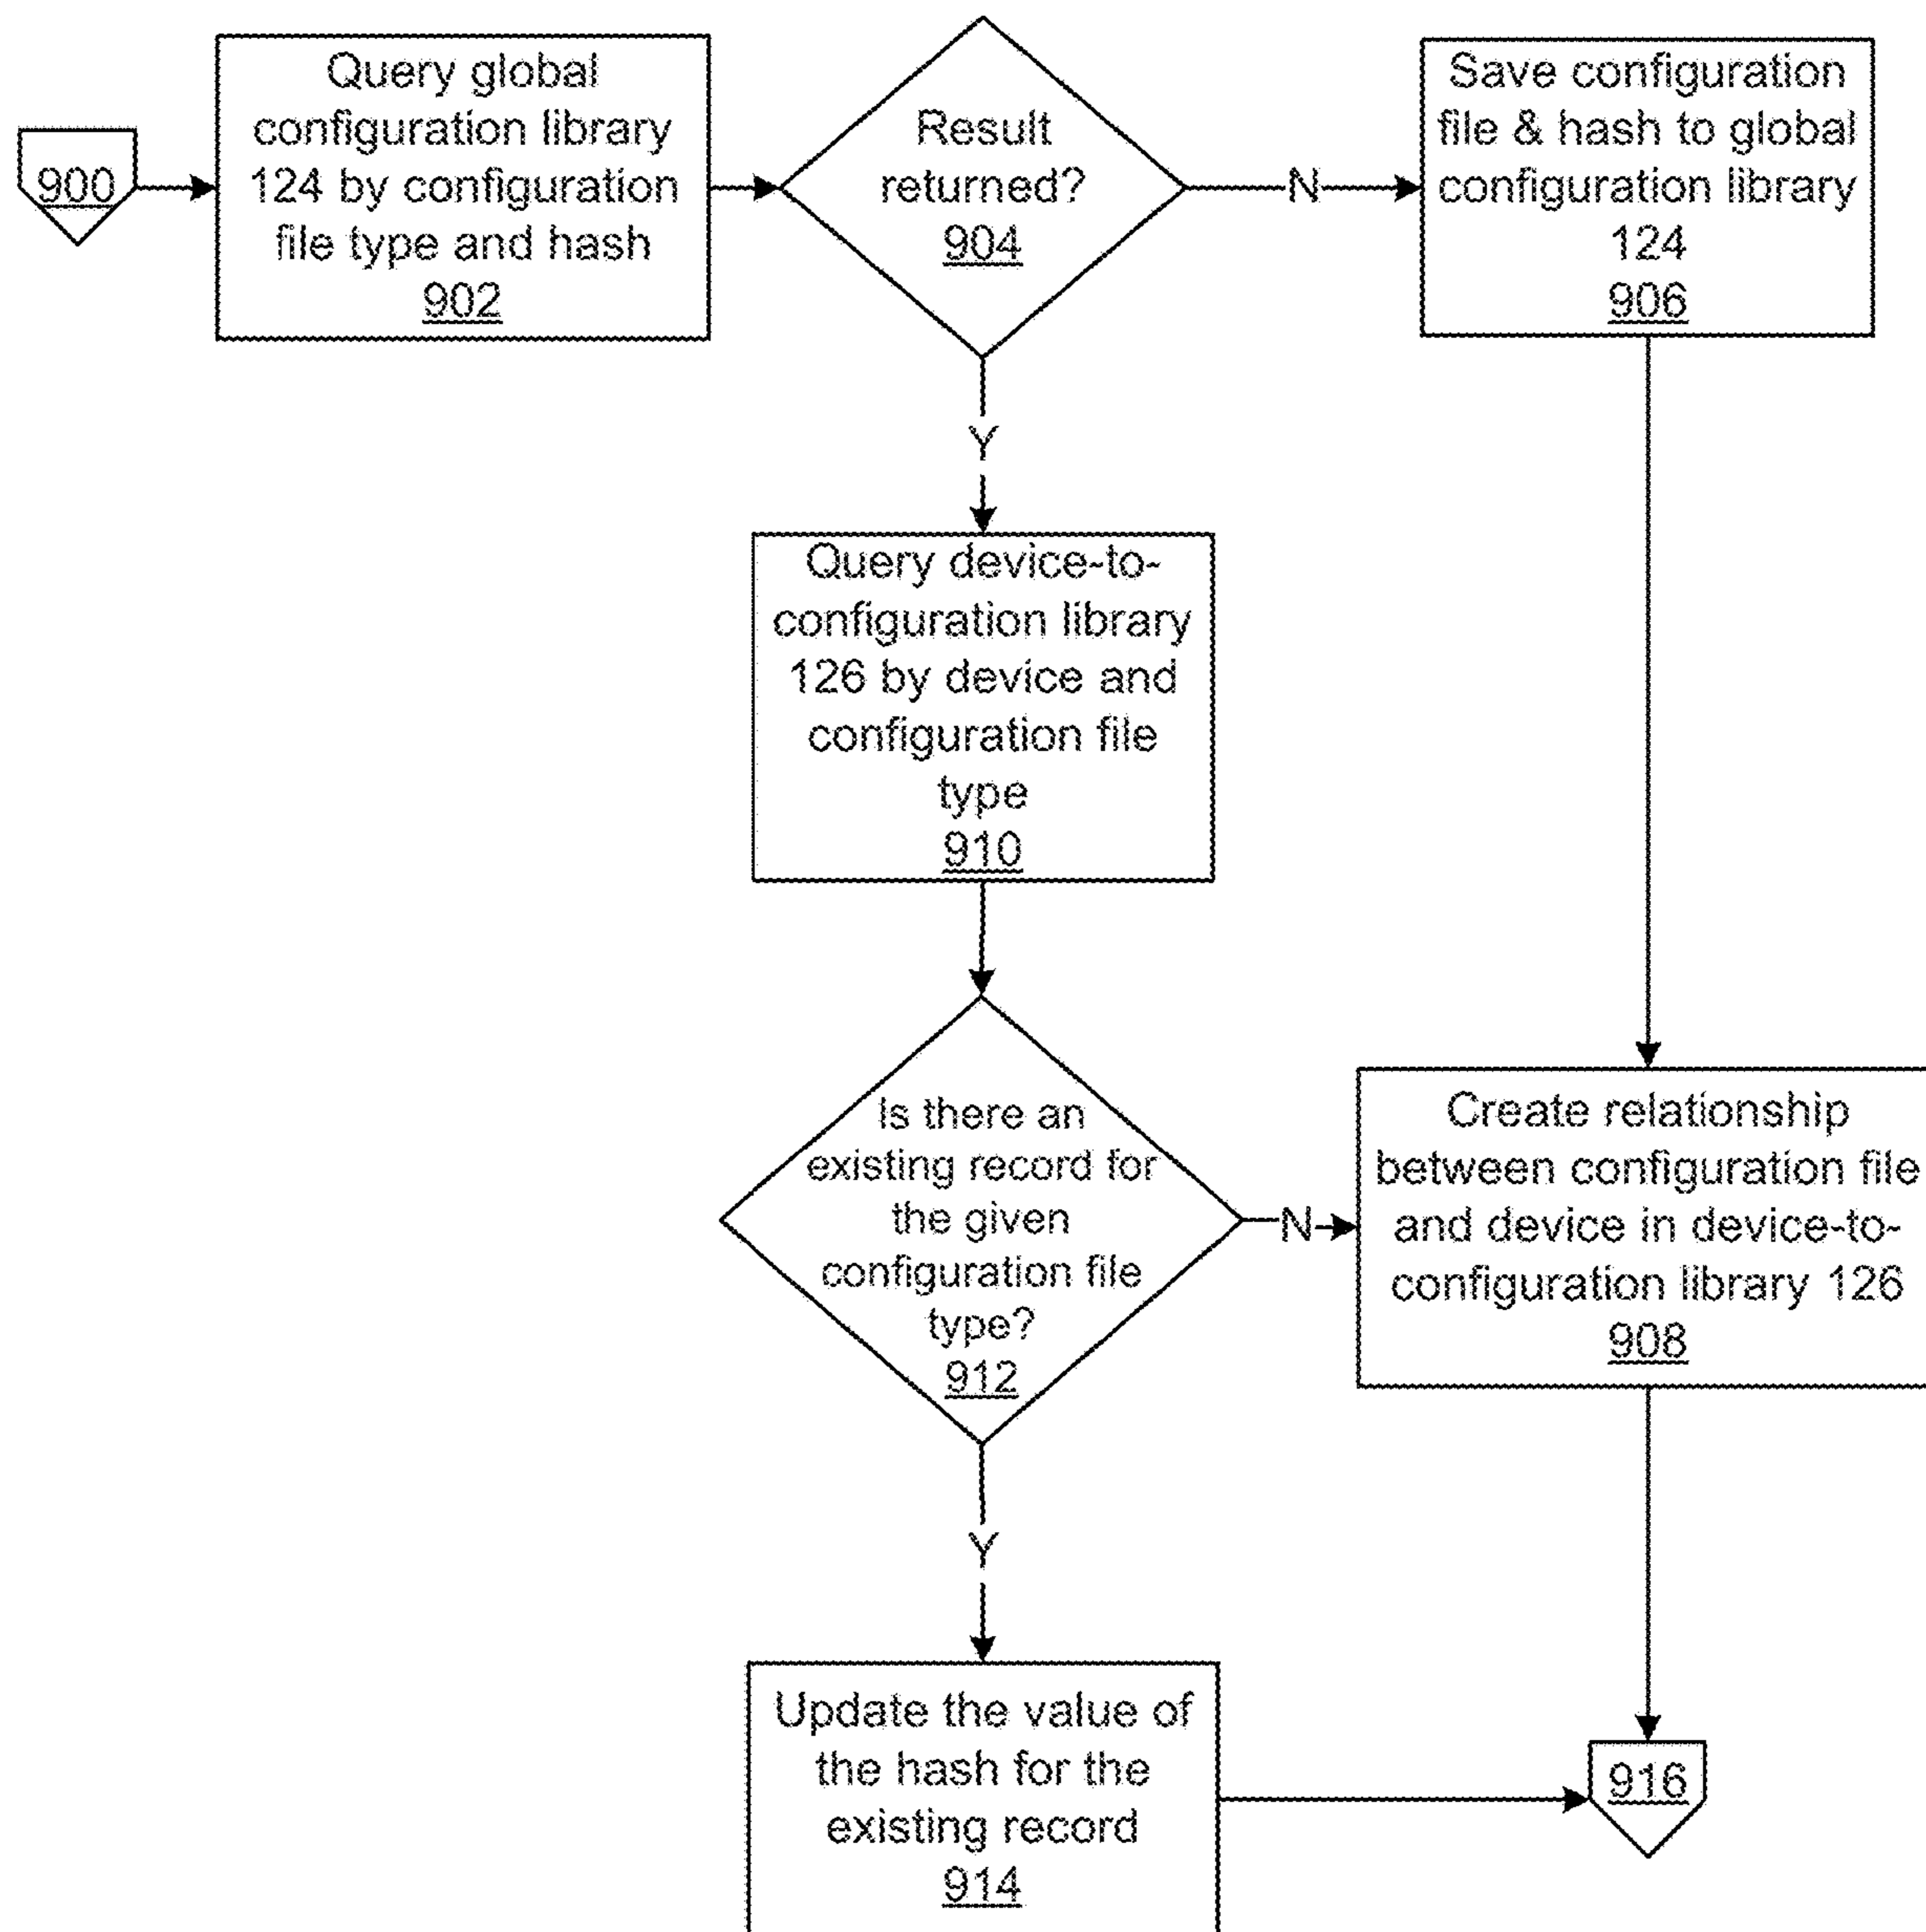 900
Query global
configuration library
124 by configuration
file type and hash
902
Result
returned?
904
N
Save configuration
file & hash to global
configuration library
124
906
Y
Query device-to-
configuration library
126 by device and
configuration file
type
910
Is there an
existing record for
the given
configuration file
type?
912
N
Create relationship
between configuration file
and device in device-to-
configuration library 126
908
Y
Update the value of
the hash for the
existing record
914
916